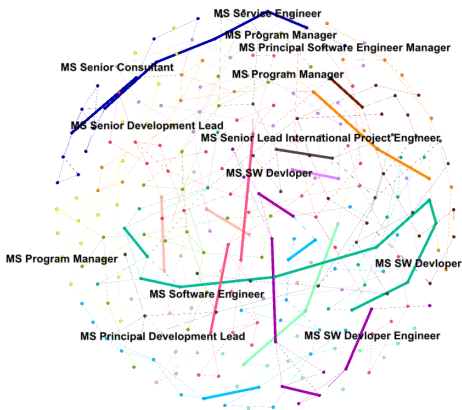 MS Service Engineer
MS Program Manager
MS Principal Software Engineer Manager
MS Senior Consultant
MS Program Manager
MS Senior Development Lead
MS Senior Lead International Project Engineer
MS SW Devloper
MS Program Manager
MS SW Devloper
MS Software Engineer
MS Principal Development Lead
MS SW Devloper Engineer